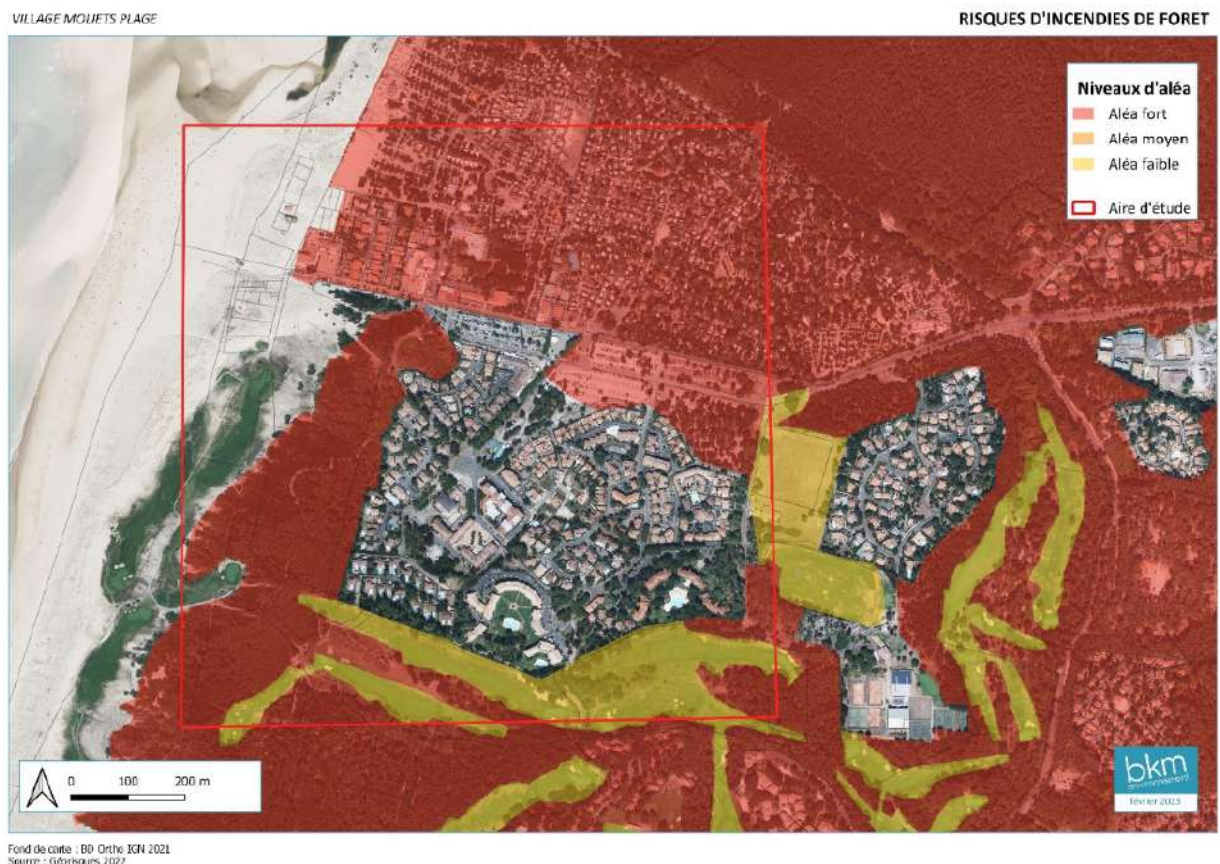 VILLAGE MOLIETS PLAGE
RISQUES D'INCENDIES DE FORET
Niveaux d'aléa
Aléa fort
Aléa moyen
Aléa faible
Aire d'étude
0 100 200 m
bkm
environnement
février 2023
Fond de carte : BD Ortho IGN 2021
Source : Géorisques 2022